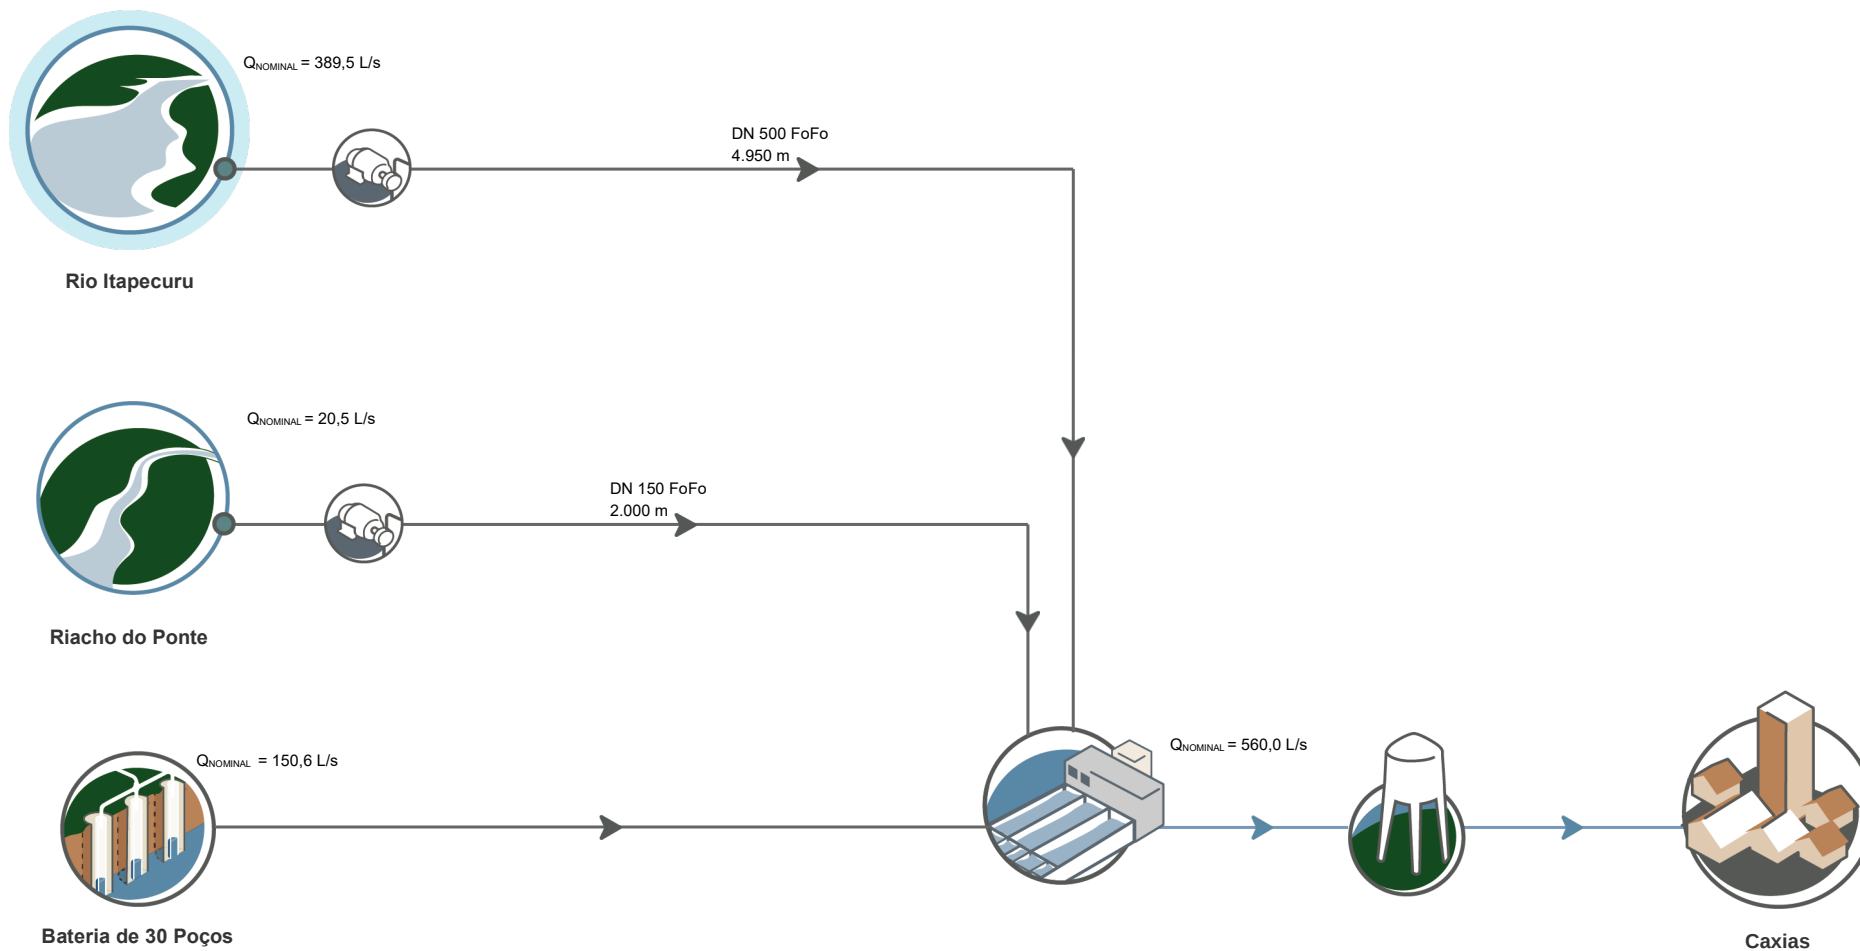 QNOMINAL = 389,5 L/s
DN 500 FoFo
4.950 m
Rio Itapecuru
QNOMINAL = 20,5 L/s
DN 150 FoFo
2.000 m
Riacho do Ponte
QNOMINAL = 150,6 L/s
QNOMINAL = 560,0 L/s
Bateria de 30 Poços
Caxias